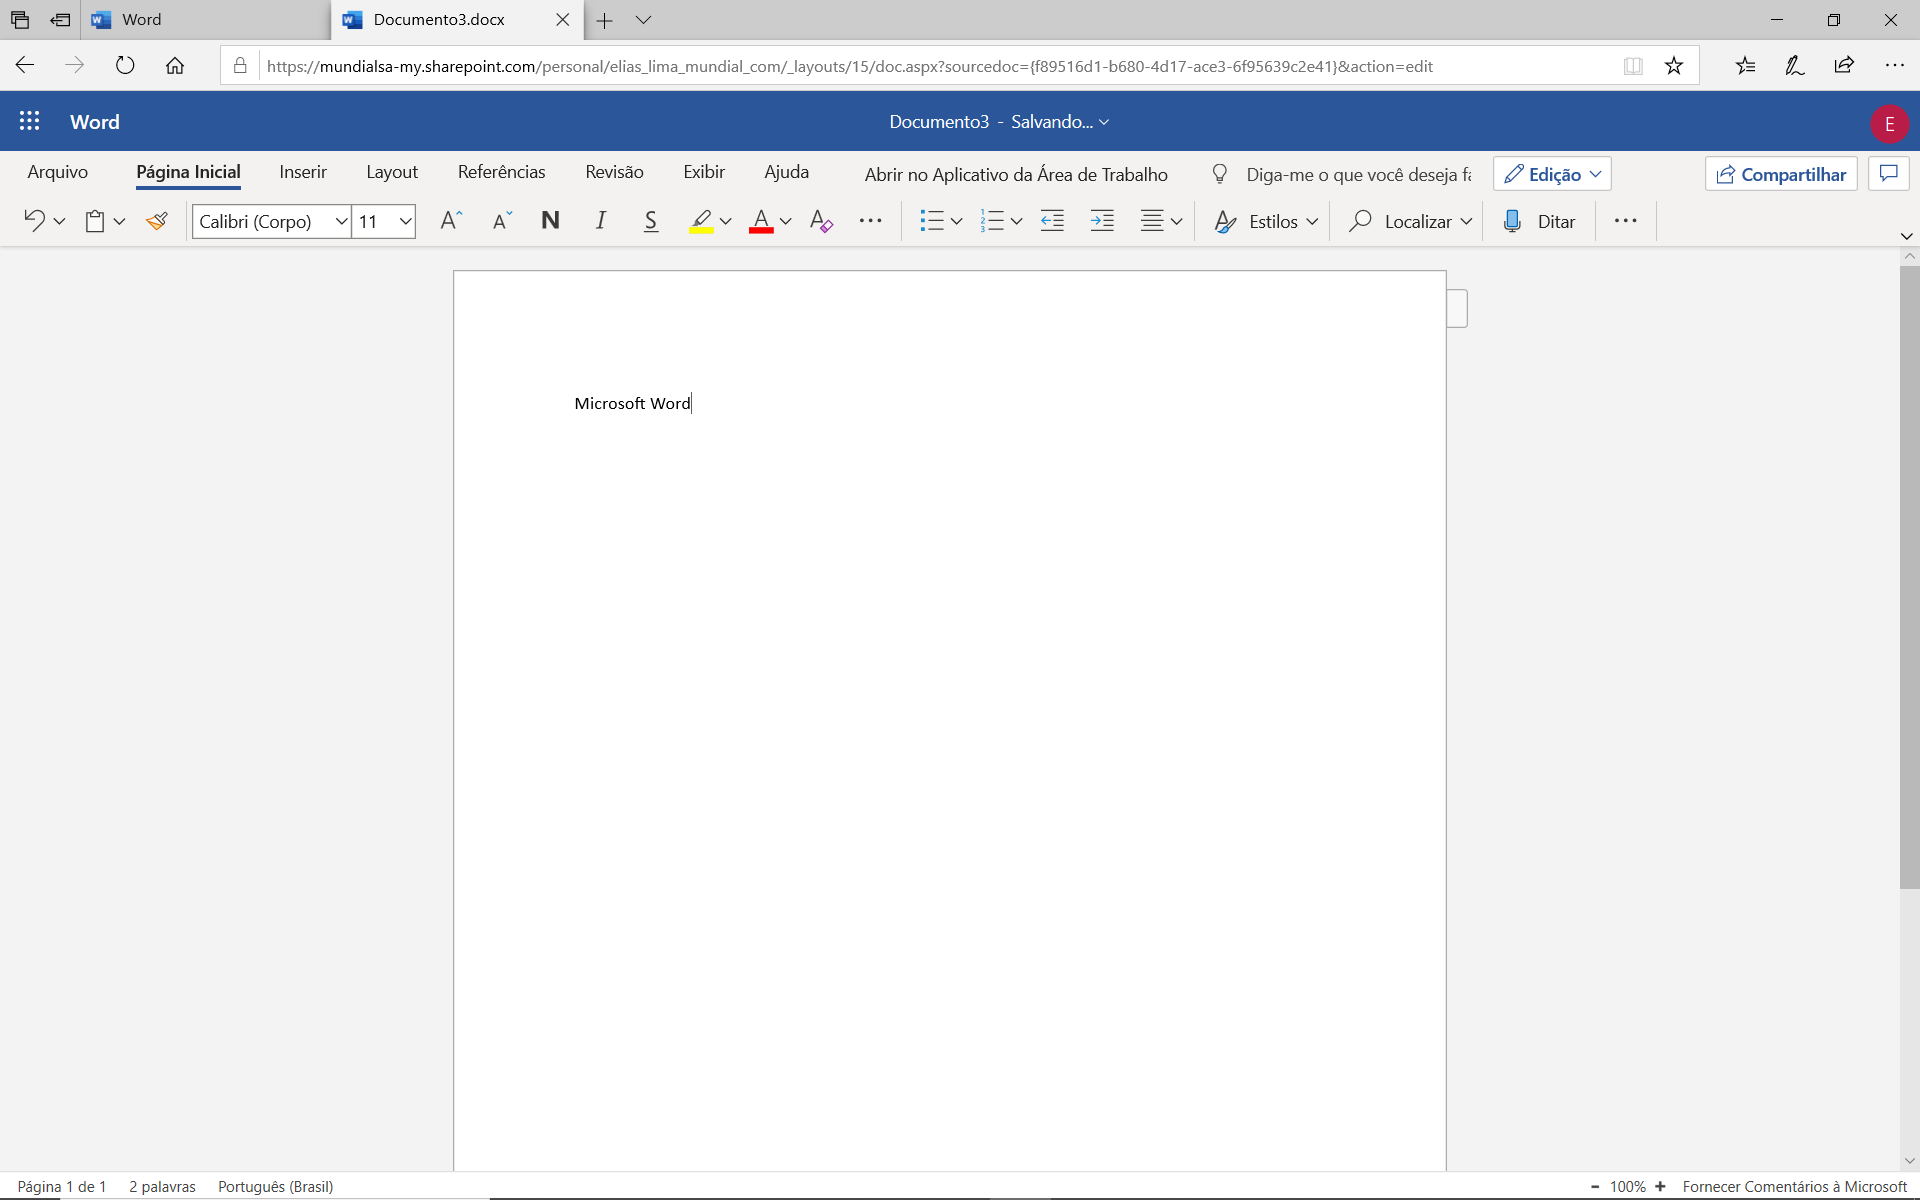 Word
Documento3.docx
https://mundialsa-my.sharepoint.com/personal/elias_lima_mundial_com/_layouts/15/doc.aspx?sourcedoc={f89516d1-b680-4d17-ace3-6f95639c2e41}&action=edit
Word
Documento3 - Salvando...
E
Arquivo Página Inicial Inserir Layout Referências Revisão Exibir Ajuda Abrir no Aplicativo da Área de Trabalho Diga-me o que você deseja fa Edição Compartilhar
Calibri (Corpo) 11 A A N I S A A Estilos Localizar Ditar
Microsoft Word
Página 1 de 1 2 palavras Português (Brasil) - 100% + Fornecer Comentários à Microsoft